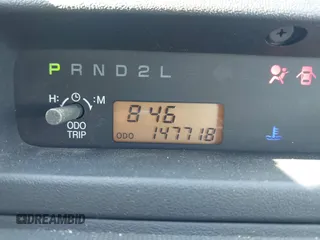 P R N D 2 L
H: :M
8:46
ODO
TRIP
ODO 147718
DREAMBID